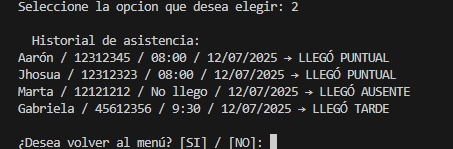 Seleccione la opcion que desea elegir: 2
Historial de asistencia:
Aarón / 12312345 / 08:00 / 12/07/2025 → LLEGÓ PUNTUAL
Jhosua / 12312323 / 08:00 / 12/07/2025 → LLEGÓ PUNTUAL
Marta / 12121212 / No llego / 12/07/2025 → LLEGÓ AUSENTE
Gabriela / 45612356 / 9:30 / 12/07/2025 → LLEGÓ TARDE
¿Desea volver al menú? [SI] / [NO]: